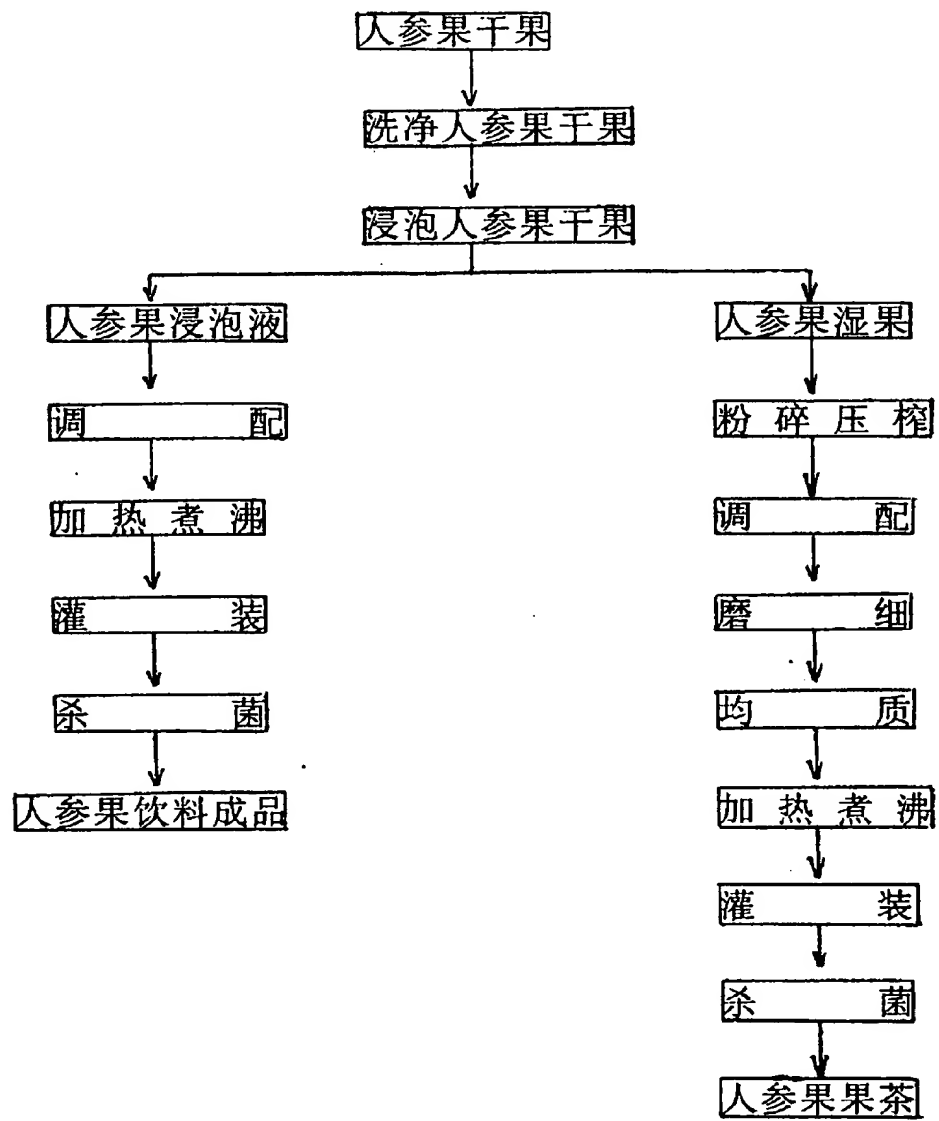 人参果干果
洗净人参果干果
浸泡人参果干果
人参果浸泡液
调配
加热煮沸
灌装
杀菌
人参果饮料成品
人参果湿果
粉碎压榨
调配
磨细
均质
加热煮沸
灌装
杀菌
人参果果茶